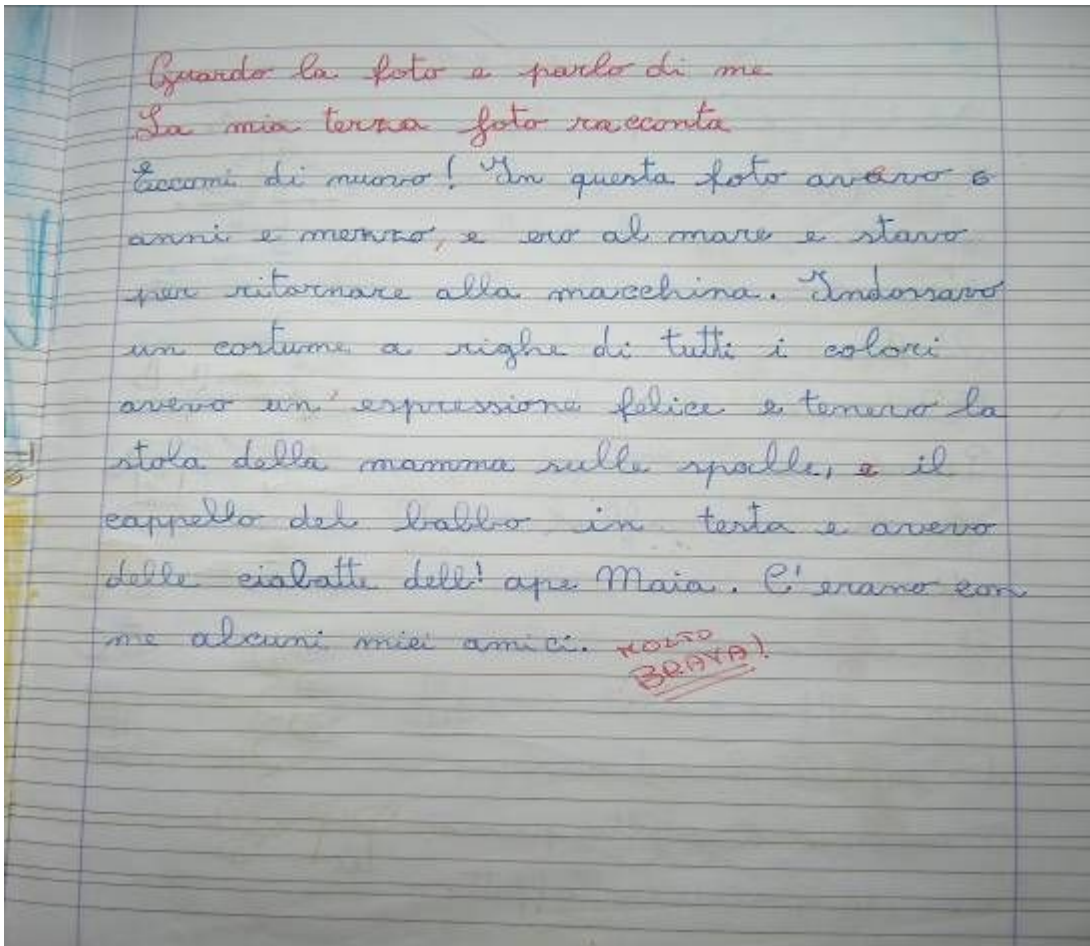 Guardo la foto e parlo di me
La mia terza foto racconta
Eccomi di nuovo! In questa foto avevo 6
anni e mezzo, e ero al mare e stavo
per ritornare alla macchina. Indossavo
un costume a righe di tutti i colori
avevo un'espressione felice e tenevo la
stola della mamma sulle spalle, e il
cappello del babbo in testa e avevo
delle ciabatte dell'ape Maia. C'erano con
me alcuni miei amici. MOLTO
BRAVA!